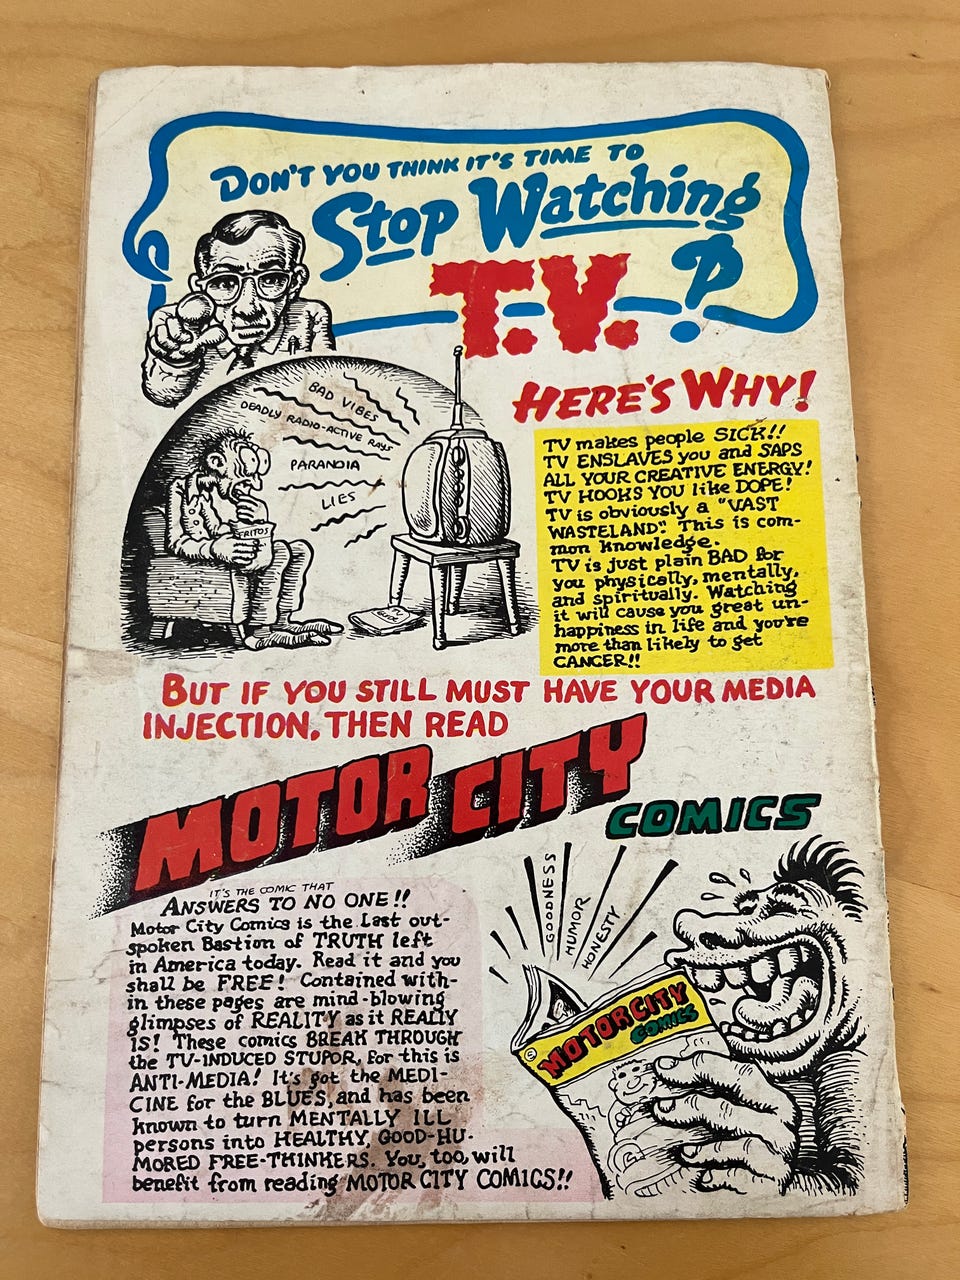 DON'T YOU THINK IT'S TIME TO
Stop Watching
T.V.?
BAD VIBES
DEADLY RADIO-ACTIVE RAYS
PARANOIA
LIES
FRITOS
HERE'S WHY!
TV makes people SICK!!
TV ENSLAVES you and SAPS
ALL YOUR CREATIVE ENERGY!
TV HOOKS YOU like DOPE!
TV is obviously a "VAST
WASTELAND". This is com-
mon knowledge.
TV is just plain BAD for
you physically, mentally,
and spiritually. Watching
it will cause you great un-
happiness in life and you're
more than likely to get
CANCER!!
BUT IF YOU STILL MUST HAVE YOUR MEDIA
INJECTION, THEN READ
MOTOR CITY
COMICS
IT'S THE COMIC THAT
ANSWERS TO NO ONE!!
Motor City Comics is the last out-
spoken Bastion of TRUTH left
in America today. Read it and you
shall be FREE! Contained with-
in these pages are mind-blowing
glimpses of REALITY as it REALLY
IS! These comics BREAK THROUGH
the TV-INDUCED STUPOR, for this is
ANTI-MEDIA! It's got the MEDI-
CINE for the BLUES, and has been
known to turn MENTALLY ILL
persons into HEALTHY, GOOD-HU-
MORED FREE-THINKERS. You, too, will
benefit from reading MOTOR CITY COMICS!!
GOODNESS
HUMOR
HONESTY
MOTOR CITY
COMICS